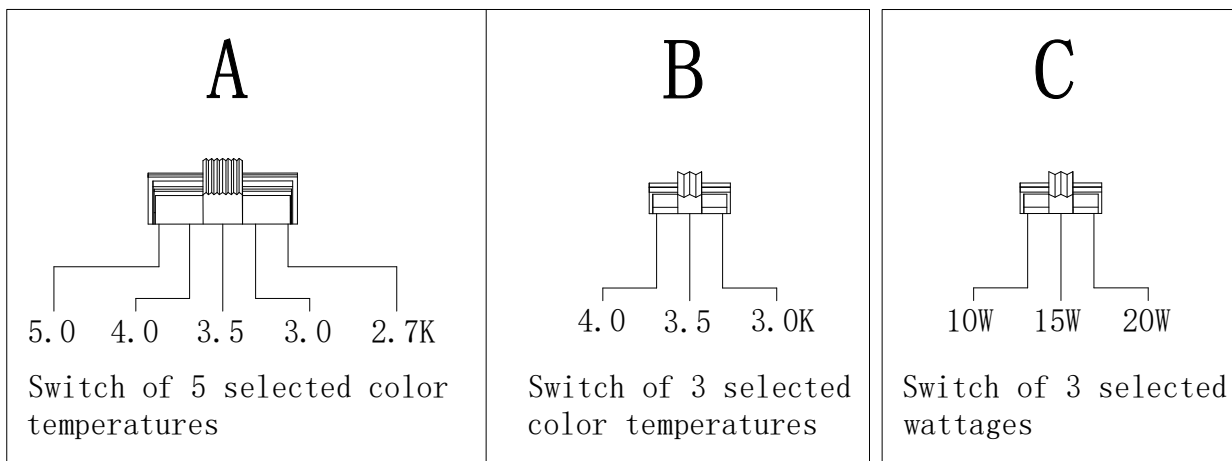 A
5.0 4.0 3.5 3.0 2.7K
Switch of 5 selected color
temperatures
B
4.0 3.5 3.0K
Switch of 3 selected
color temperatures
C
10W 15W 20W
Switch of 3 selected
wattages